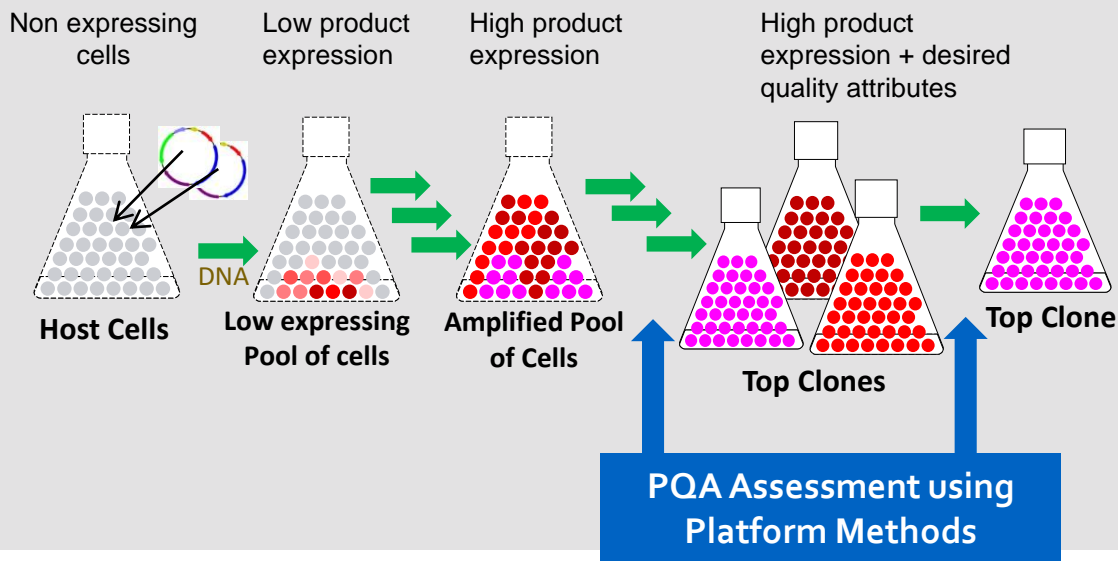 Non expressing
cells
Low product
expression
High product
expression
High product
expression + desired
quality attributes
DNA
Host Cells
Low expressing
Pool of cells
Amplified Pool
of Cells
Top Clones
Top Clone
PQA Assessment using
Platform Methods